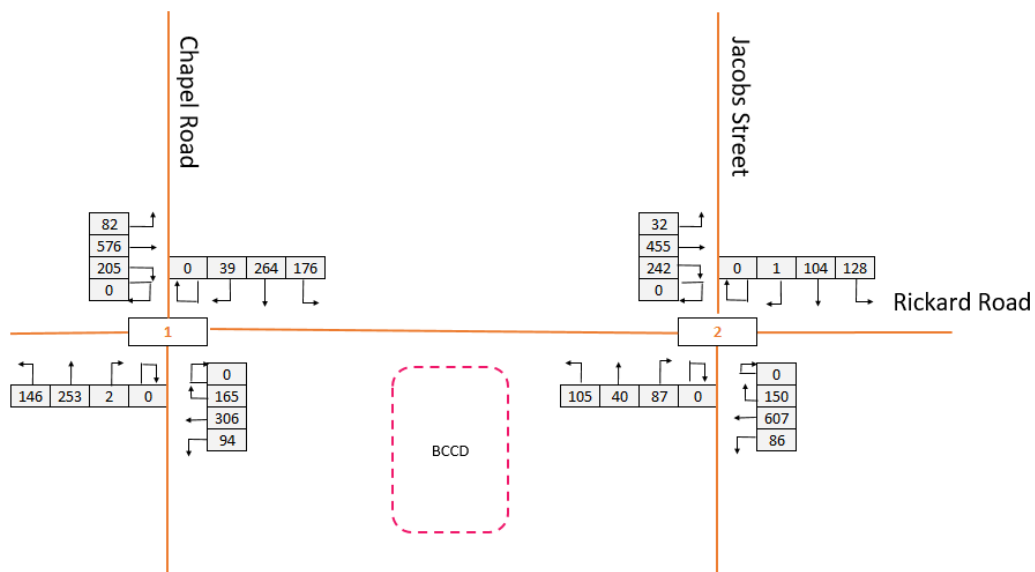 Chapel Road
Jacobs Street
82
576
205
0
0 39 264 176
32
455
242
0
0 1 104 128
Rickard Road
1
2
146 253 2 0
0
165
306
94
BCCD
105 40 87 0
0
150
607
86